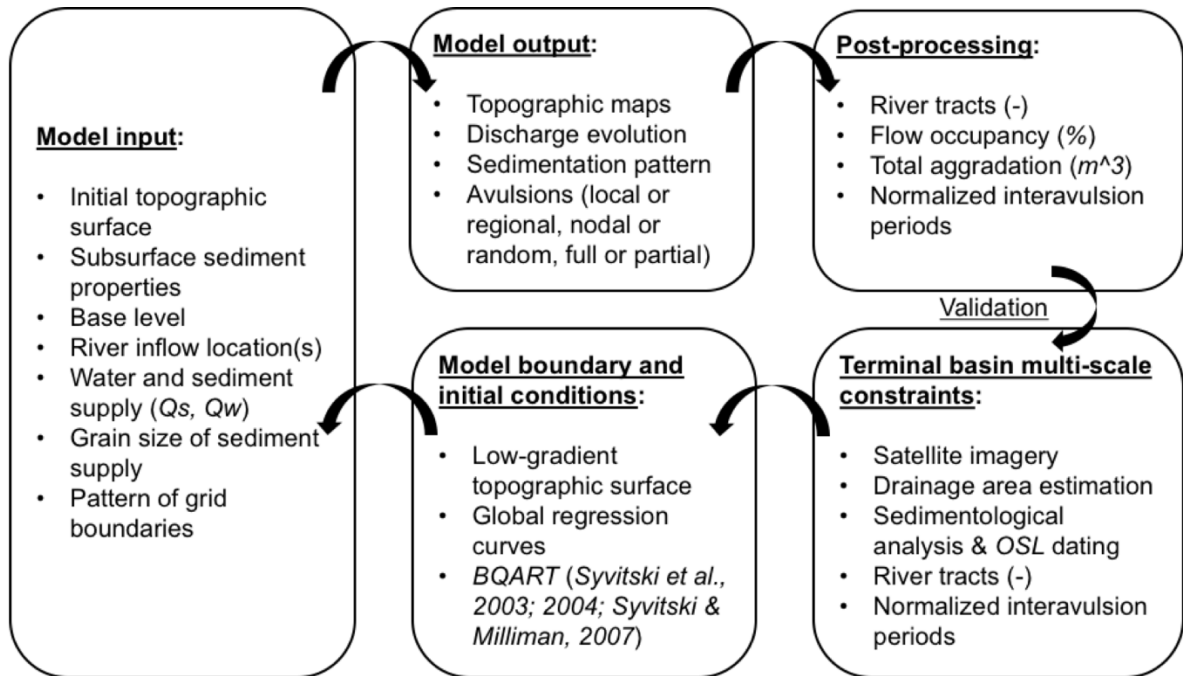 Model input:
• Initial topographic
surface
• Subsurface sediment
properties
• Base level
• River inflow location(s)
• Water and sediment
supply (Qs, Qw)
• Grain size of sediment
supply
• Pattern of grid
boundaries
Model output:
• Topographic maps
• Discharge evolution
• Sedimentation pattern
• Avulsions (local or
regional, nodal or
random, full or partial)
Post-processing:
• River tracts (-)
• Flow occupancy (%)
• Total aggradation (m^3)
• Normalized interavulsion
periods
Validation
Terminal basin multi-scale
constraints:
• Satellite imagery
• Drainage area estimation
• Sedimentological
analysis & OSL dating
• River tracts (-)
• Normalized interavulsion
periods
Model boundary and
initial conditions:
• Low-gradient
topographic surface
• Global regression
curves
• BQART (Syvitski et al.,
2003; 2004; Syvitski &
Milliman, 2007)